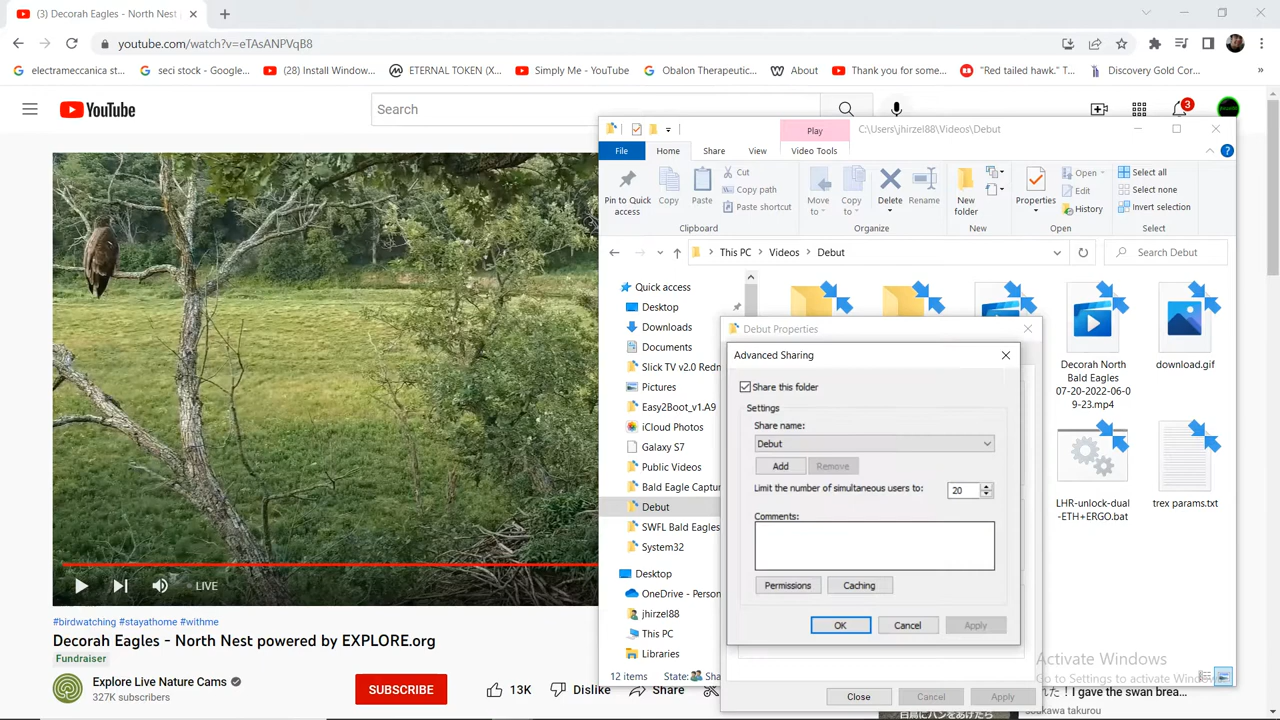 (3) Decorah Eagles - North Nest
youtube.com/watch?v=eTAsANPVqB8
electrameccanica st...
seci stock - Google...
(28) Install Window...
ETERNAL TOKEN (X...
Simply Me - YouTube
Obalon Therapeutic...
About
Thank you for some...
"Red tailed hawk." T...
Discovery Gold Cor...
»
YouTube
Search
3
Play
C:\Users\jhirzel88\Videos\Debut
File
Home
Share
View
Video Tools
Pin to Quick
access
Copy
Paste
Cut
Copy path
Paste shortcut
Clipboard
Move
to
Copy
to
Delete
Rename
Organize
New
folder
New
Properties
Open
Edit
History
Open
Select all
Select none
Invert selection
Select
This PC
Videos
Debut
Search Debut
Quick access
Desktop
Downloads
Documents
Slick TV v2.0 Redn
Pictures
Easy2Boot_v1.A9
iCloud Photos
Galaxy S7
Public Videos
Bald Eagle Captu
Debut
SWFL Bald Eagles
System32
Desktop
OneDrive - Person
jhirzel88
This PC
Libraries
Decorah North
Bald Eagles
07-20-2022-06-0
9-23.mp4
download.gif
LHR-unlock-dual
-ETH+ERGO.bat
trex params.txt
12 items
State:
Debut Properties
Advanced Sharing
Share this folder
Settings
Share name:
Debut
Add
Remove
Limit the number of simultaneous users to:
20
Comments:
Permissions
Caching
OK
Cancel
Apply
Close
Cancel
Apply
Activate Windows
Go to Settings to activate Windows
LIVE
#birdwatching #stayathome #withme
Decorah Eagles - North Nest powered by EXPLORE.org
Fundraiser
Explore Live Nature Cams
327K subscribers
SUBSCRIBE
13K
Dislike
Share
I gave the swan brea...
takurou